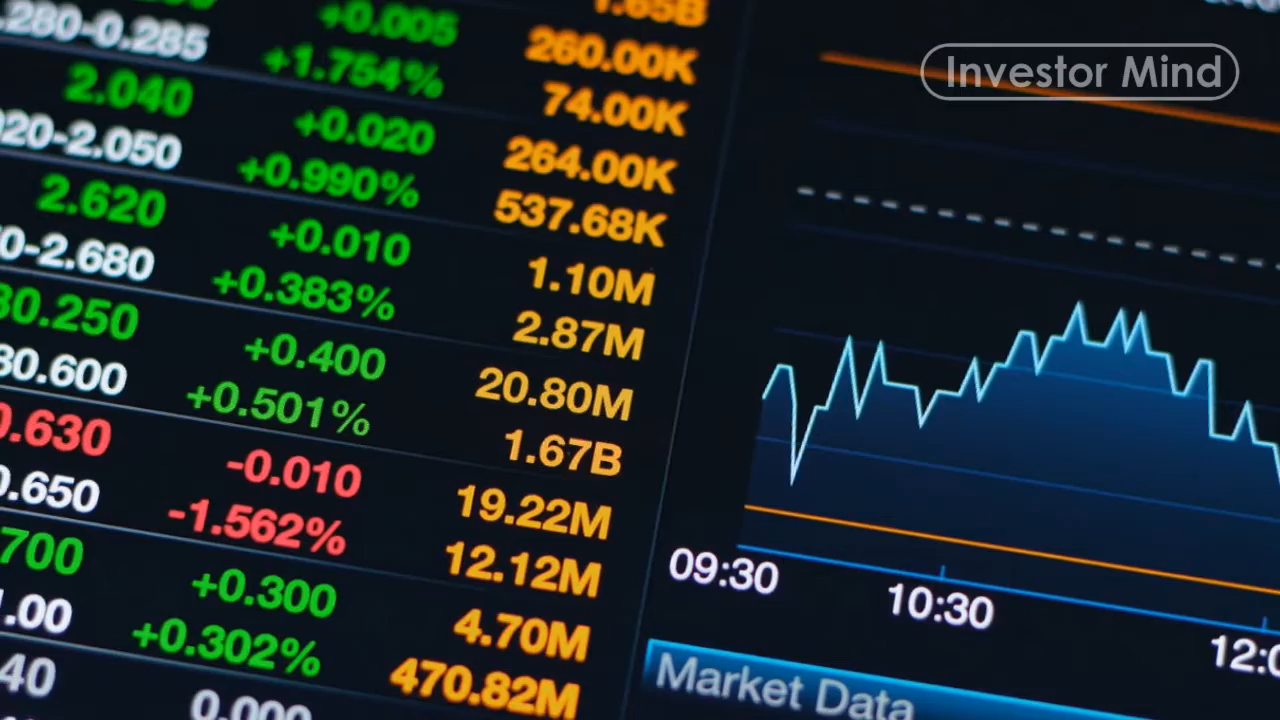 1.65B
+0.005
260.00K
.280-0.285
+1.754%
74.00K
2.040
+0.020
264.00K
20-2.050
+0.990%
537.68K
2.620
+0.010
1.10M
0-2.680
+0.383%
2.87M
30.250
+0.400
20.80M
30.600
+0.501%
1.67B
0.630
-0.010
19.22M
0.650
-1.562%
12.12M
700
+0.300
4.70M
1.00
+0.302%
470.82M
40
0.000
Investor Mind
09:30
10:30
12:0
Market Data